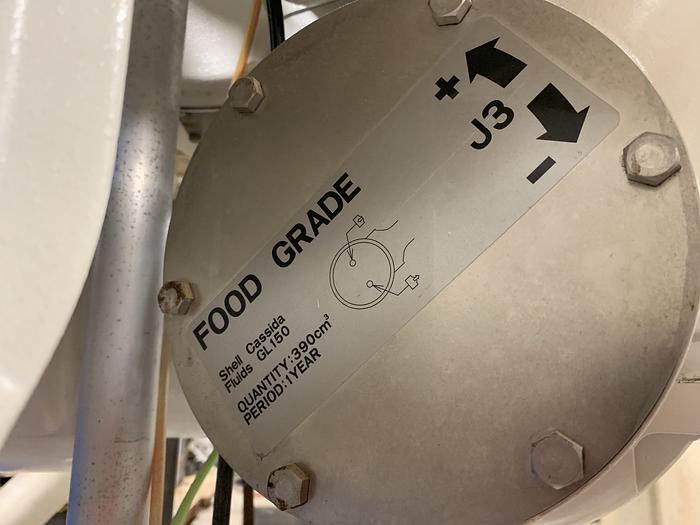 +
J3
-
FOOD GRADE
Shell Cassida
Fluids GL150
QUANTITY:390cm³
PERIOD:1YEAR